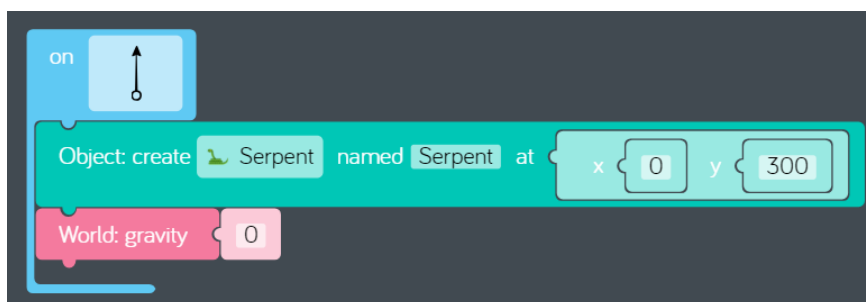 on
Object: create Serpent named Serpent at x 0 y 300
World: gravity 0